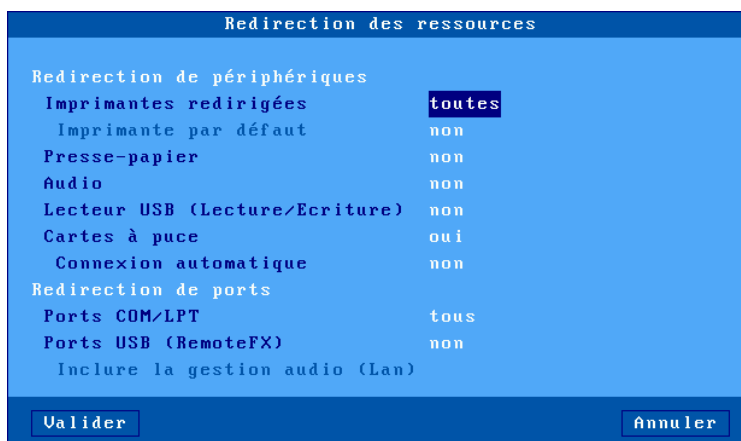 Redirection des ressources
Redirection de périphériques
Imprimantes redirigées toutes
Imprimante par défaut non
Presse-papier non
Audio non
Lecteur USB (Lecture/Ecriture) non
Cartes à puce oui
Connexion automatique non
Redirection de ports
Ports COM/LPT tous
Ports USB (RemoteFX) non
Inclure la gestion audio (Lan)
Valider Annuler